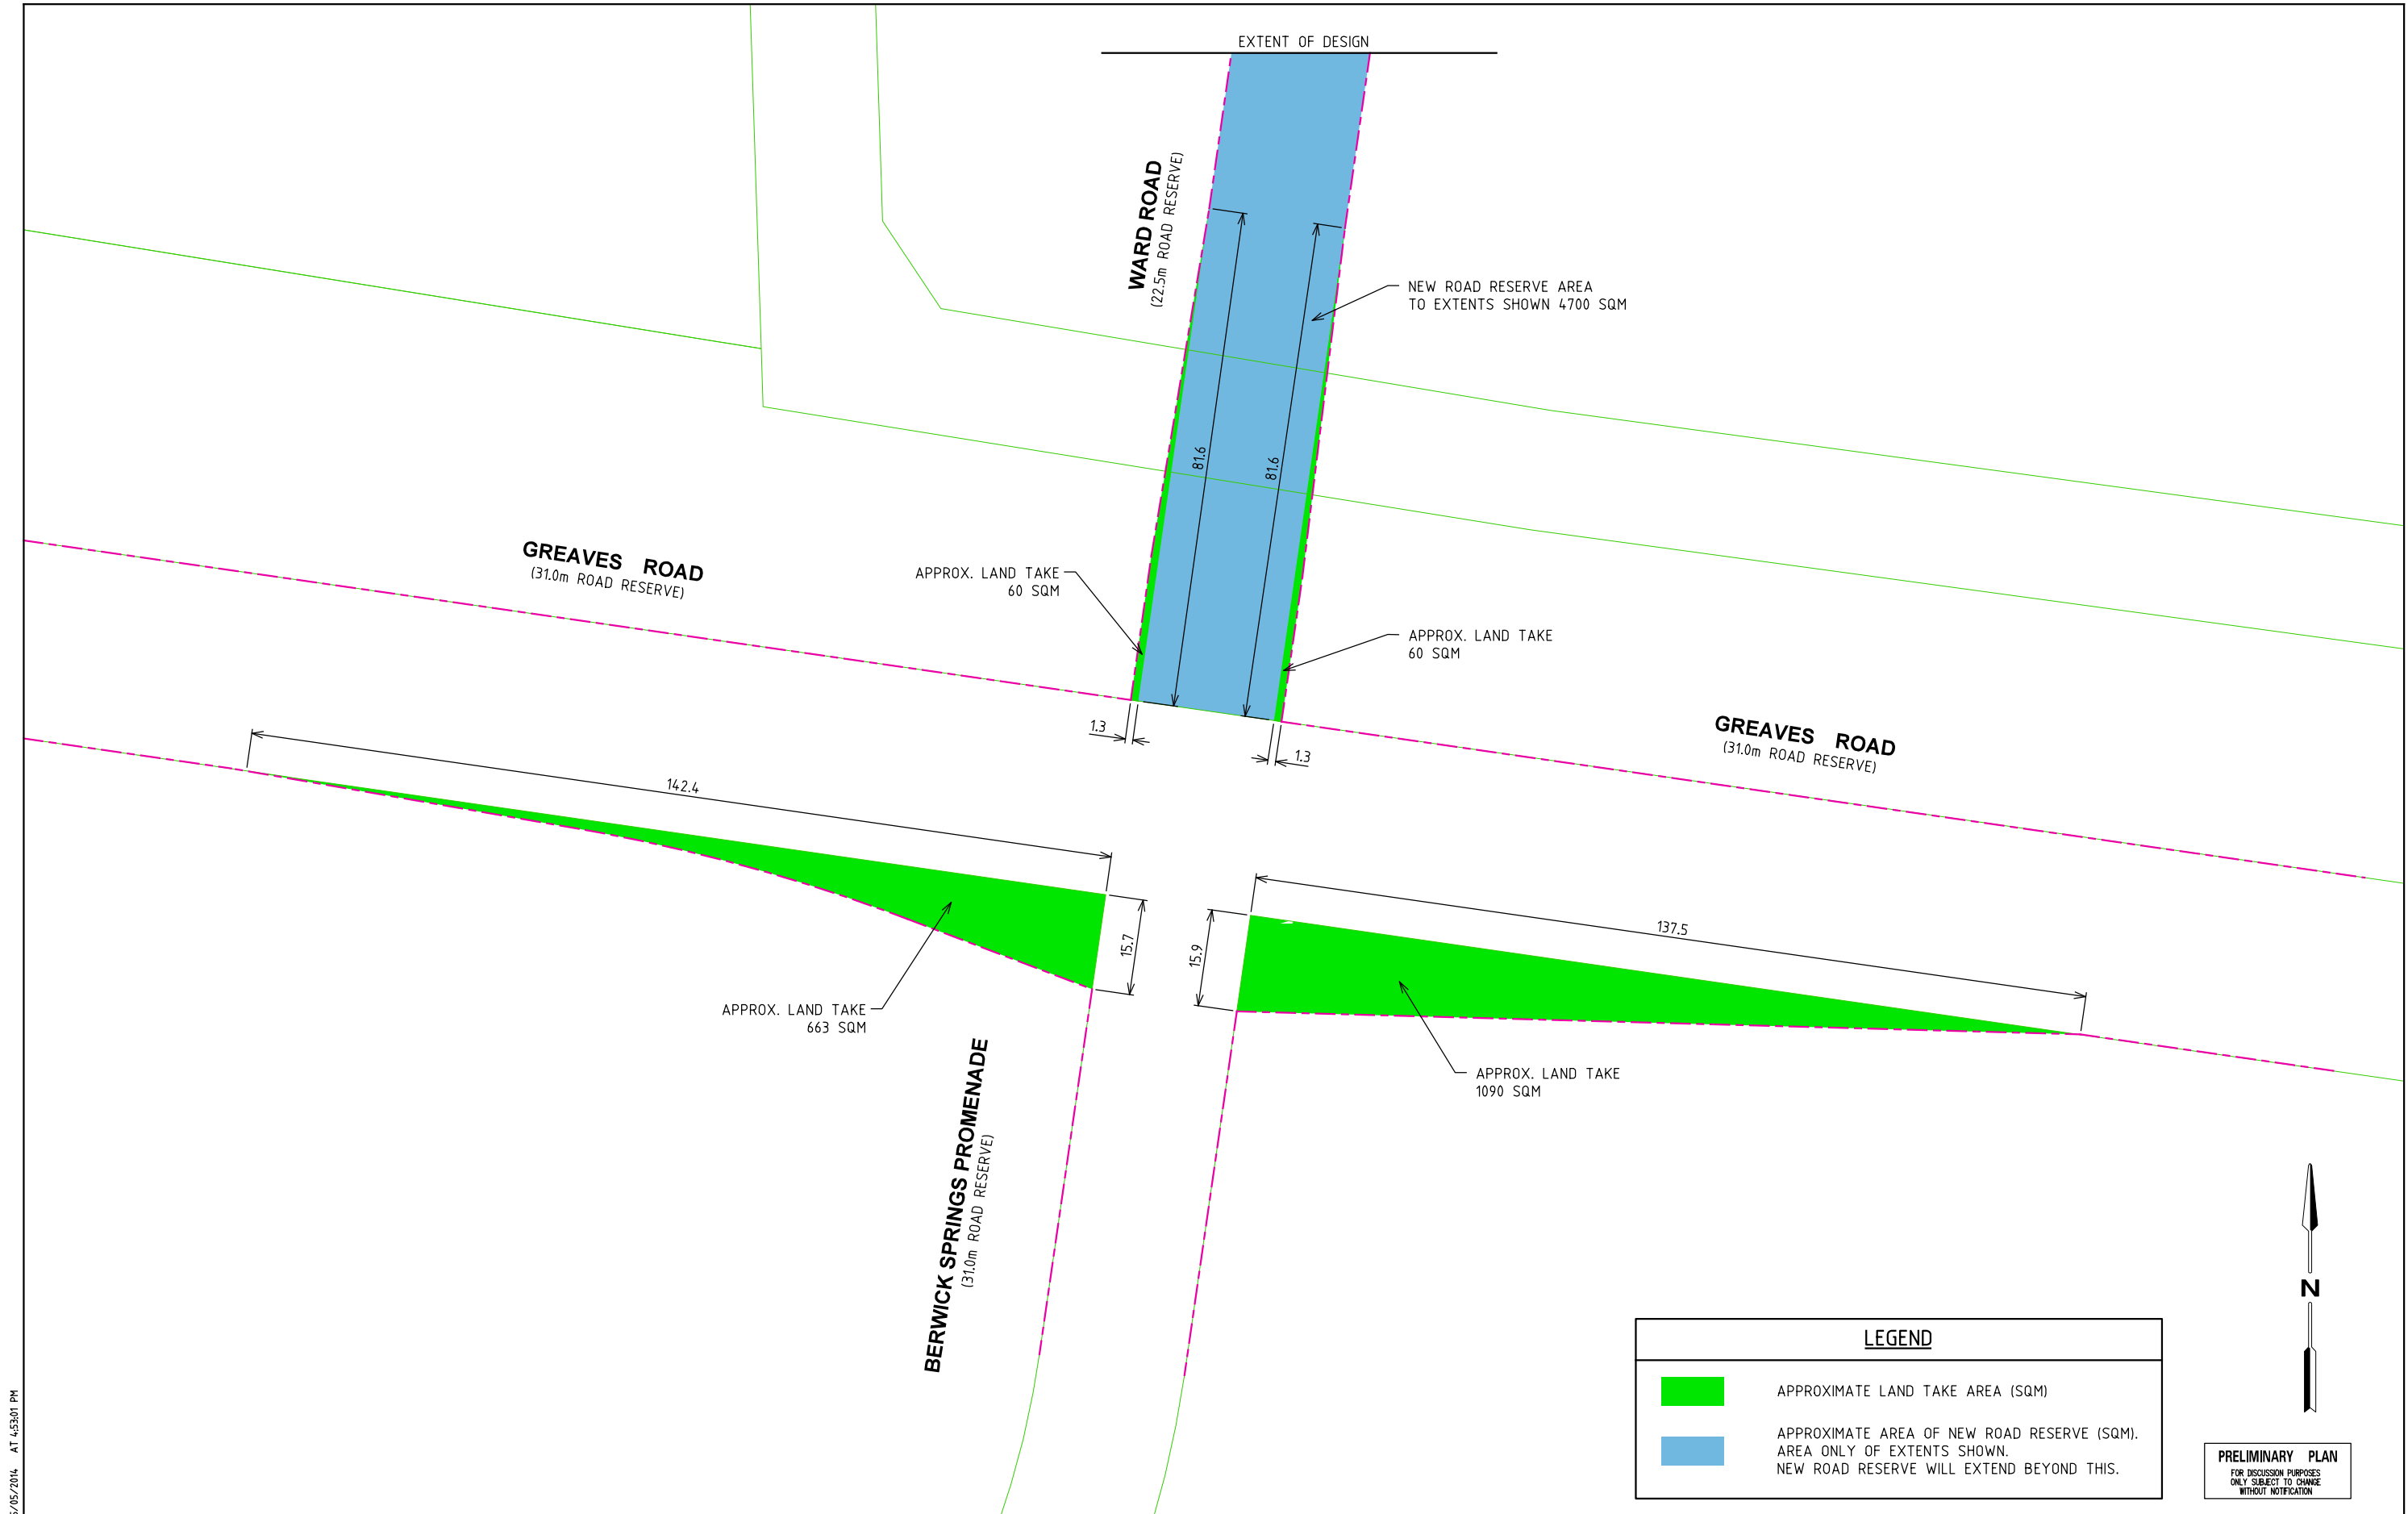 EXTENT OF DESIGN
WARD ROAD
(22.5m ROAD RESERVE)
NEW ROAD RESERVE AREA
TO EXTENTS SHOWN 4700 SQM
81.6
81.6
GREAVES ROAD
(31.0m ROAD RESERVE)
APPROX. LAND TAKE
60 SQM
APPROX. LAND TAKE
60 SQM
1.3
1.3
GREAVES ROAD
(31.0m ROAD RESERVE)
142.4
15.7
15.9
137.5
APPROX. LAND TAKE
663 SQM
APPROX. LAND TAKE
1090 SQM
BERWICK SPRINGS PROMENADE
(31.0m ROAD RESERVE)
N
LEGEND
APPROXIMATE LAND TAKE AREA (SQM)
APPROXIMATE AREA OF NEW ROAD RESERVE (SQM).
AREA ONLY OF EXTENTS SHOWN.
NEW ROAD RESERVE WILL EXTEND BEYOND THIS.
PRELIMINARY PLAN
FOR DISCUSSION PURPOSES
ONLY SUBJECT TO CHANGE
WITHOUT NOTIFICATION
/05/2014 AT 4:53:01 PM